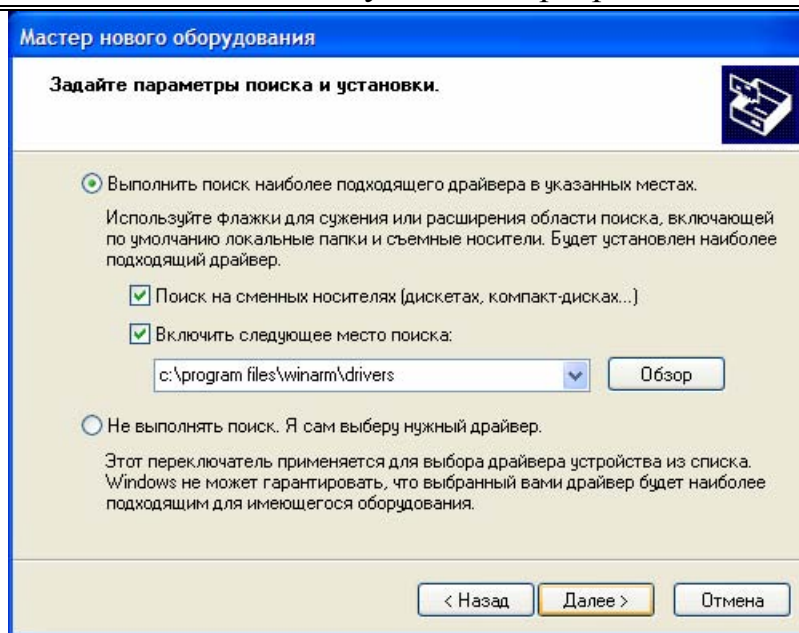 Мастер нового оборудования
Задайте параметры поиска и установки.
Выполнить поиск наиболее подходящего драйвера в указанных местах.
Используйте флажки для сужения или расширения области поиска, включающей
по умолчанию локальные папки и съемные носители. Будет установлен наиболее
подходящий драйвер.
Поиск на сменных носителях (дискетах, компакт-дисках...)
Включить следующее место поиска:
c:\program files\winarm\drivers
Обзор
Не выполнять поиск. Я сам выберу нужный драйвер.
Этот переключатель применяется для выбора драйвера устройства из списка.
Windows не может гарантировать, что выбранный вами драйвер будет наиболее
подходящим для имеющегося оборудования.
< Назад Далее > Отмена